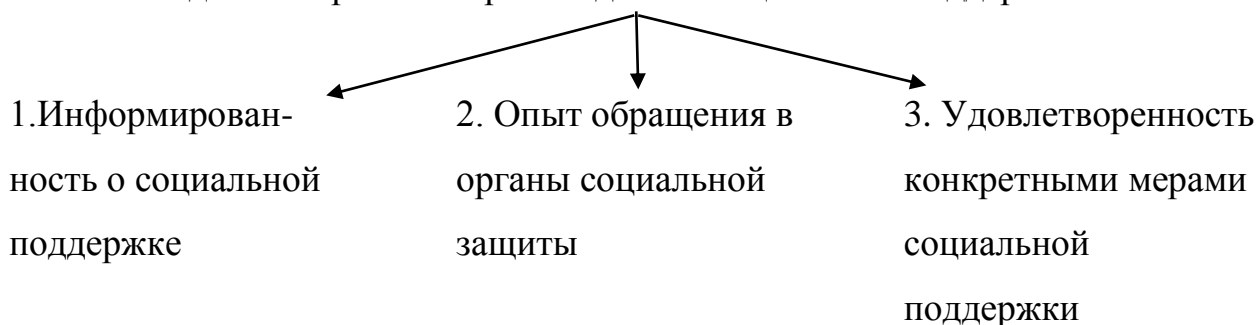 1.Информирован-
ность о социальной
поддержке
2. Опыт обращения в
органы социальной
защиты
3. Удовлетворенность
конкретными мерами
социальной
поддержки